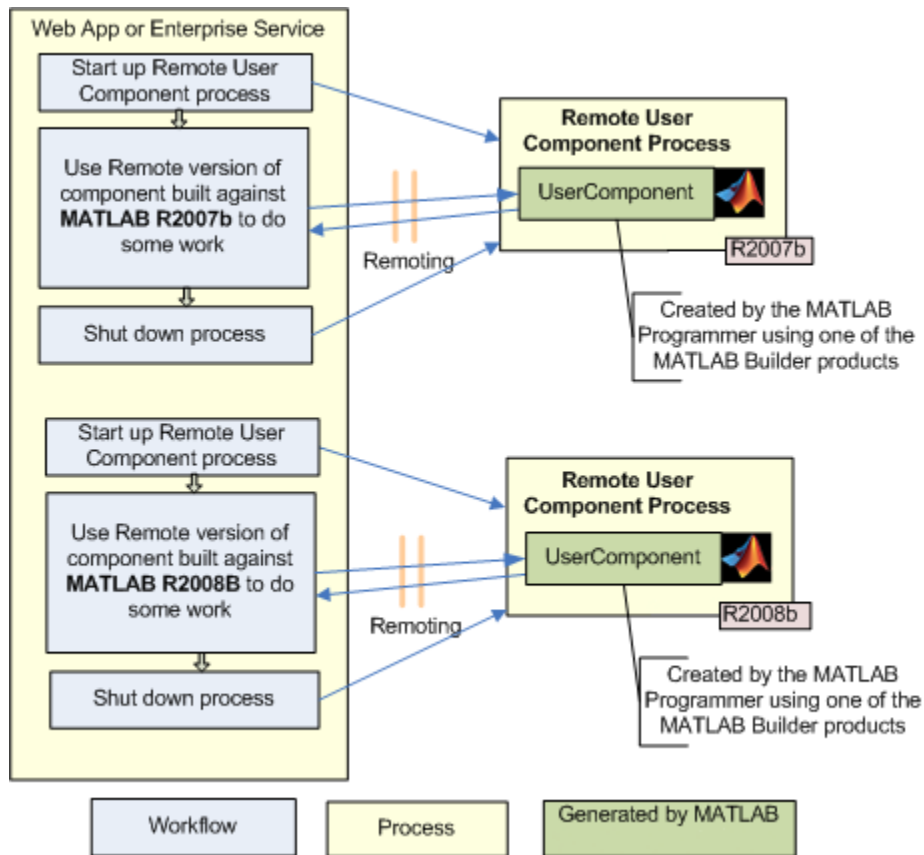 Web App or Enterprise Service
Start up Remote User
Component process
Use Remote version of
component built against
MATLAB R2007b to do
some work
Shut down process
Remoting
Remote User
Component Process
UserComponent
R2007b
Created by the MATLAB
Programmer using one of the
MATLAB Builder products
Start up Remote User
Component process
Use Remote version of
component built against
MATLAB R2008B to do
some work
Shut down process
Remoting
Remote User
Component Process
UserComponent
R2008b
Created by the MATLAB
Programmer using one of the
MATLAB Builder products
Workflow
Process
Generated by MATLAB